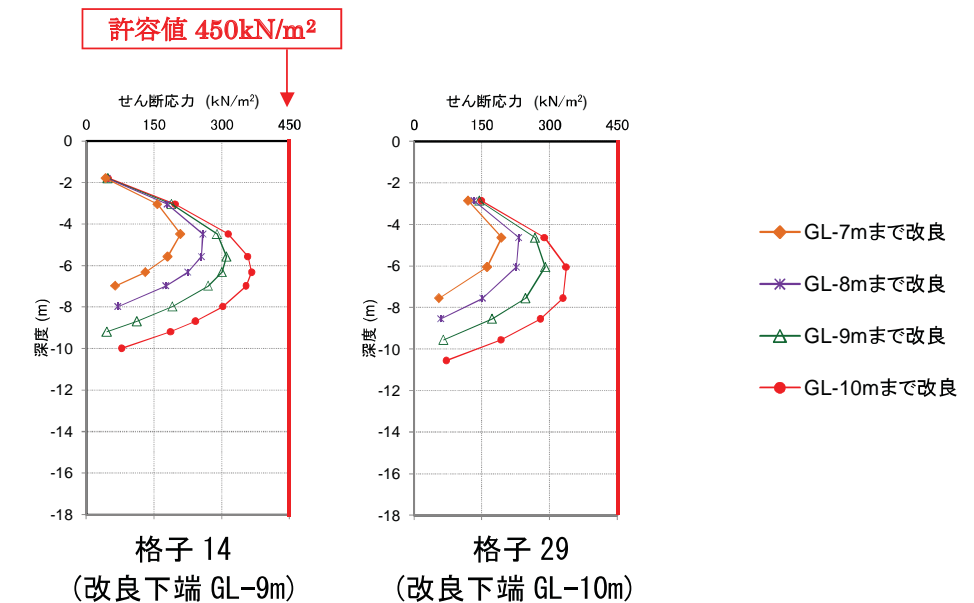 許容値 450kN/m²
せん断応力 (kN/m²)
0 150 300 450
0
-2
-4
-6
-8
-10
-12
-14
-16
-18
深度 (m)
格子 14
(改良下端 GL-9m)
せん断応力 (kN/m²)
0 150 300 450
0
-2
-4
-6
-8
-10
-12
-14
-16
-18
深度 (m)
格子 29
(改良下端 GL-10m)
GL-7mまで改良
GL-8mまで改良
GL-9mまで改良
GL-10mまで改良